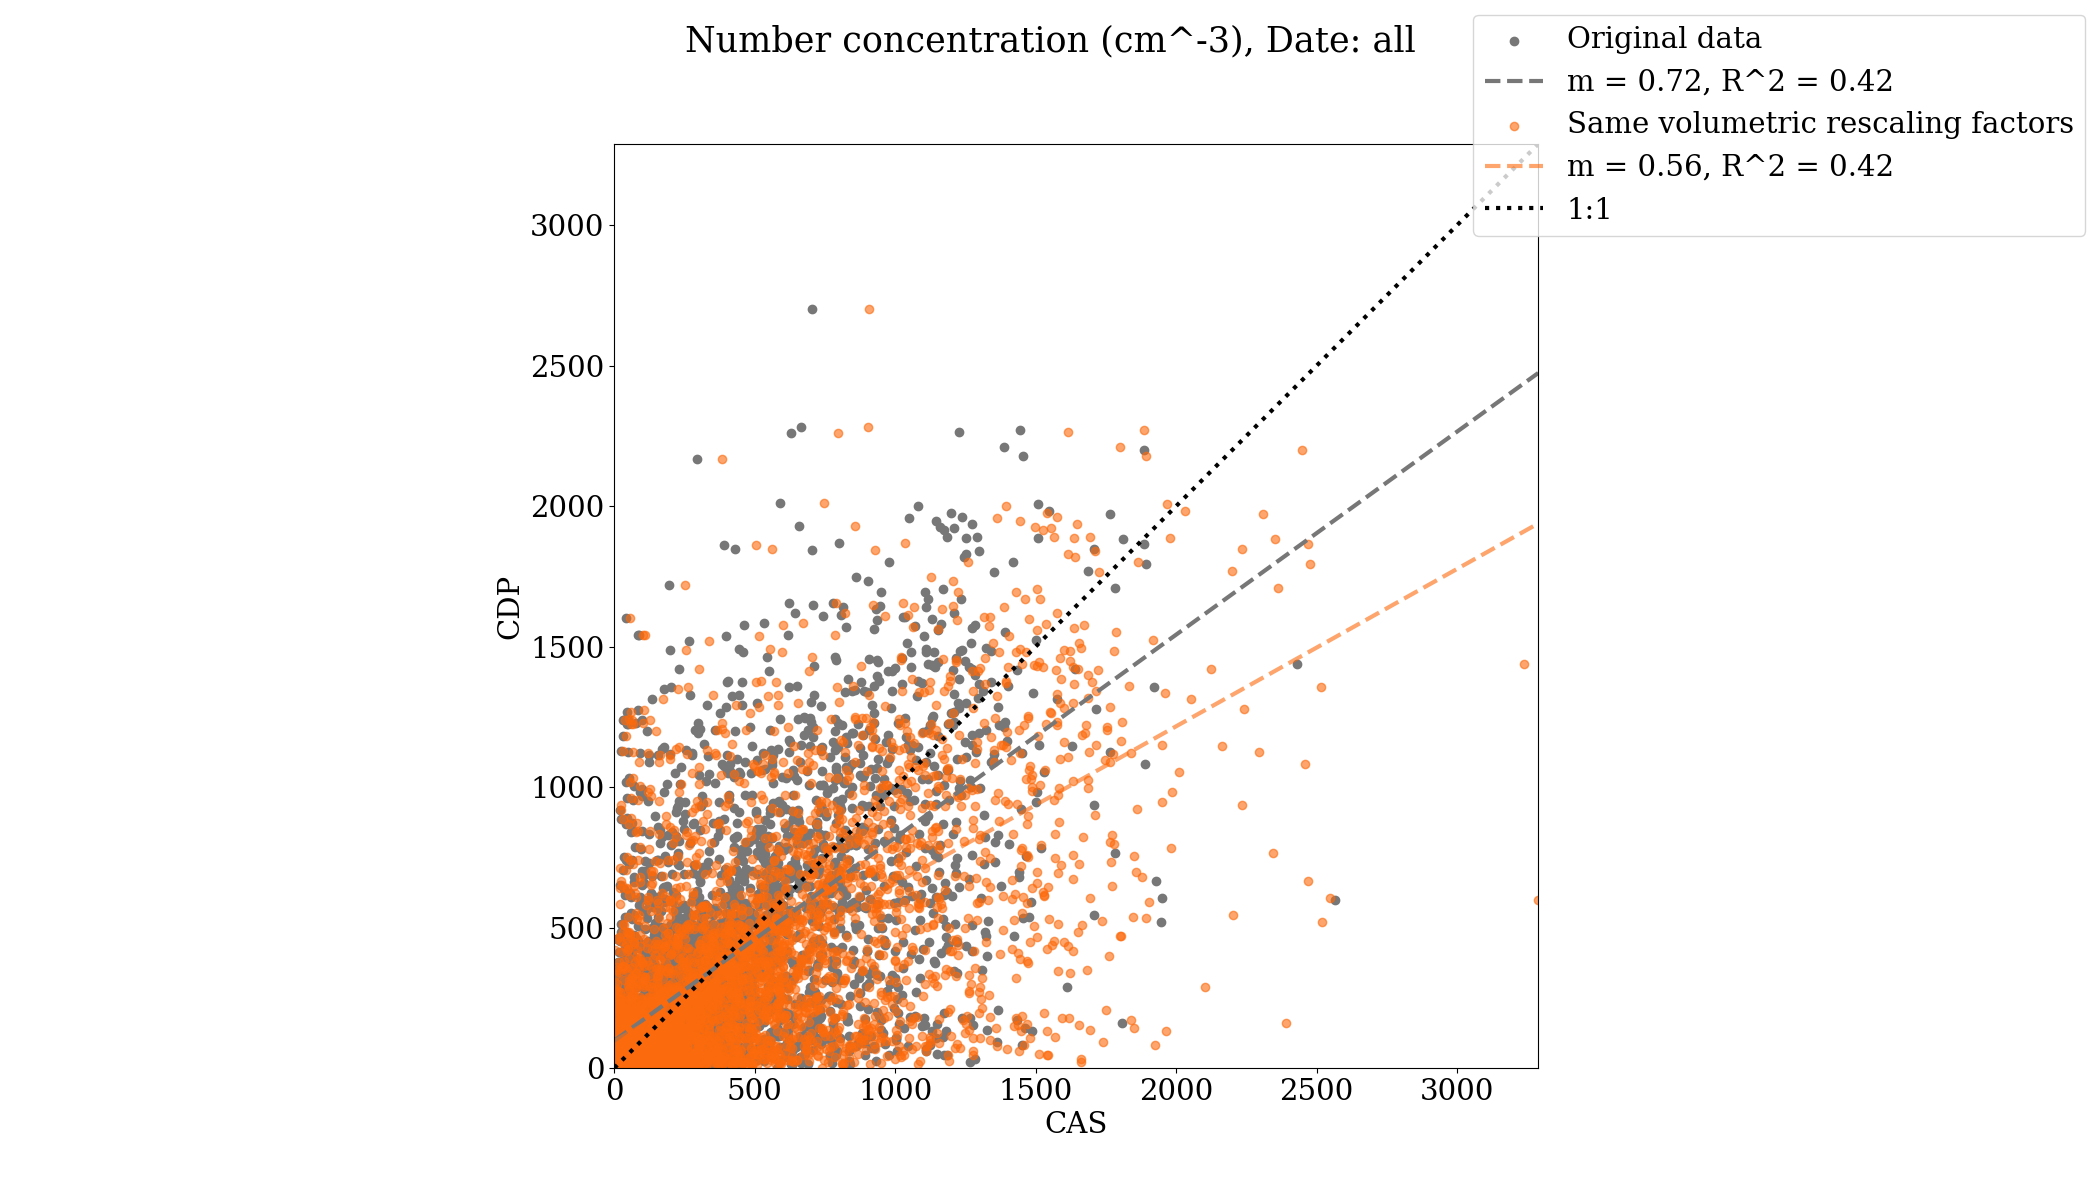 Number concentration (cm^-3), Date: all
Original data
m = 0.72, R^2 = 0.42
Same volumetric rescaling factors
m = 0.56, R^2 = 0.42
1:1
3000
2500
2000
1500
1000
500
0
CDP
0 500 1000 1500 2000 2500 3000
CAS